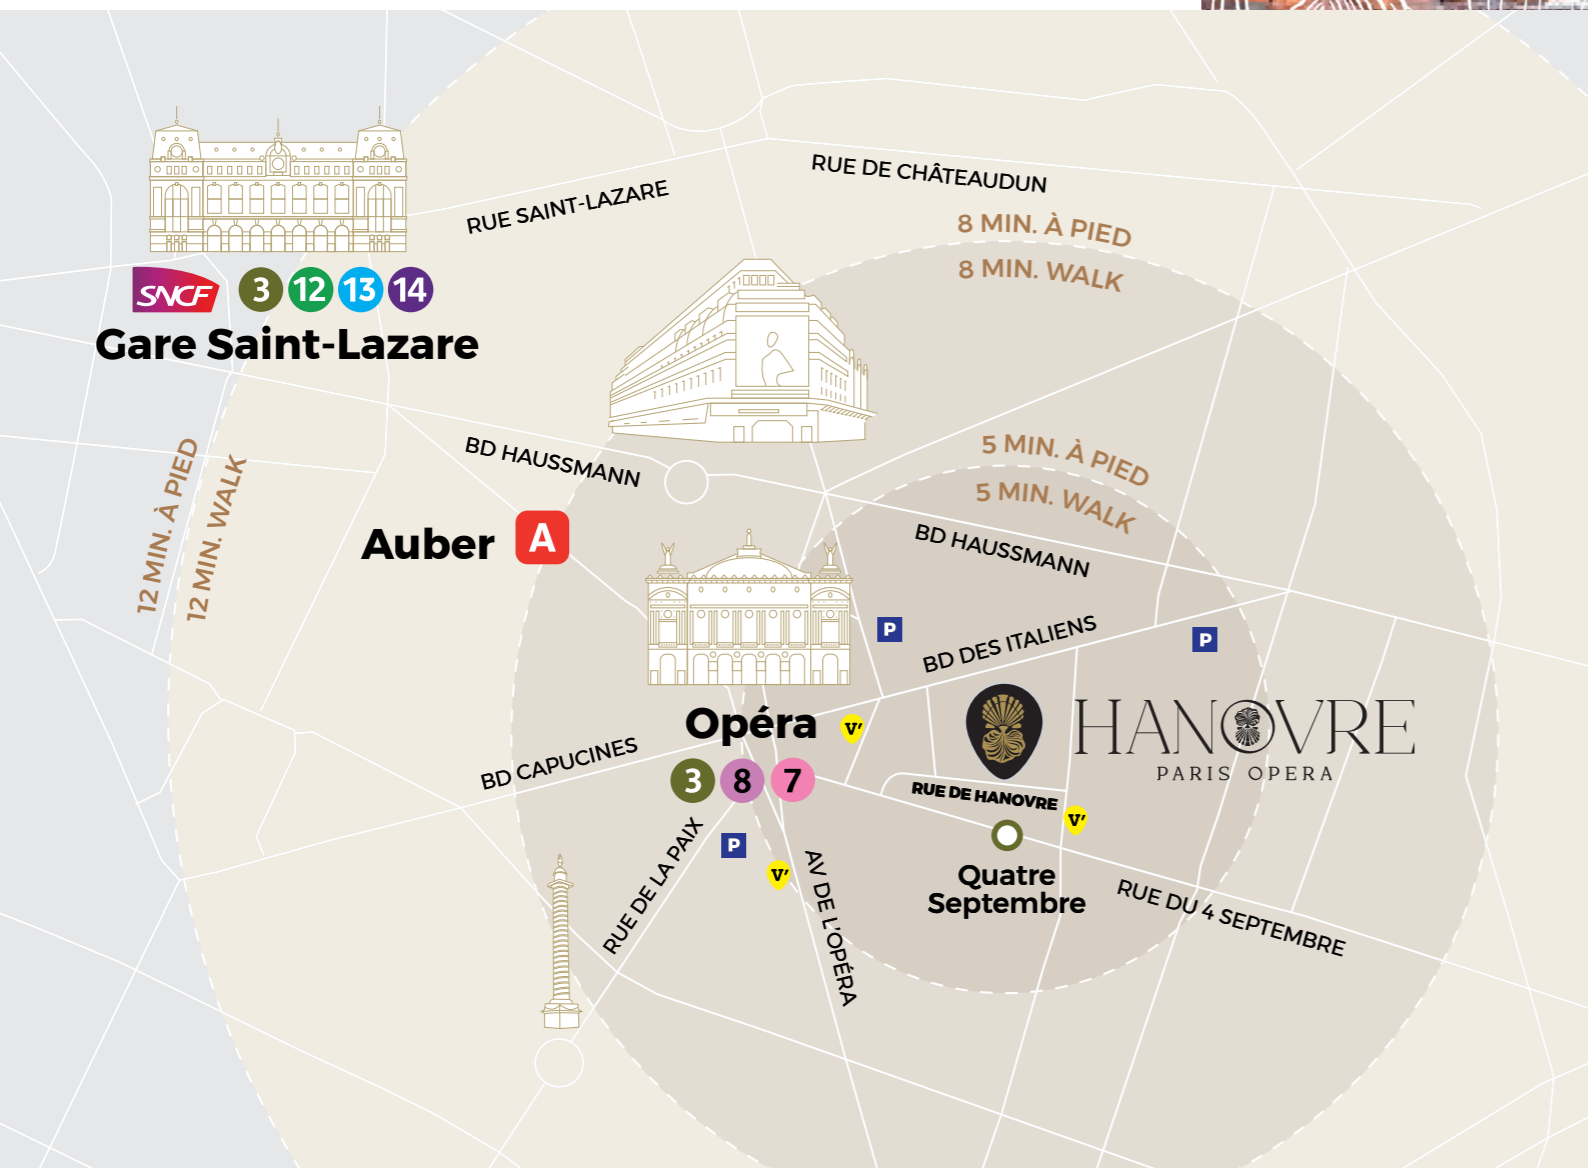 RUE DE CHÂTEAUDUN
RUE SAINT-LAZARE
8 MIN. À PIED
8 MIN. WALK
SNCF 3 12 13 14
Gare Saint-Lazare
12 MIN. À PIED
12 MIN. WALK
BD HAUSSMANN
5 MIN. À PIED
5 MIN. WALK
Auber A
BD HAUSSMANN
P
BD DES ITALIENS
P
Opéra
V'
3 8 7
BD CAPUCINES
HANOVRE
PARIS OPERA
RUE DE HANOVRE
V'
P
V'
RUE DE LA PAIX
AV DE L'OPÉRA
Quatre
Septembre
RUE DU 4 SEPTEMBRE